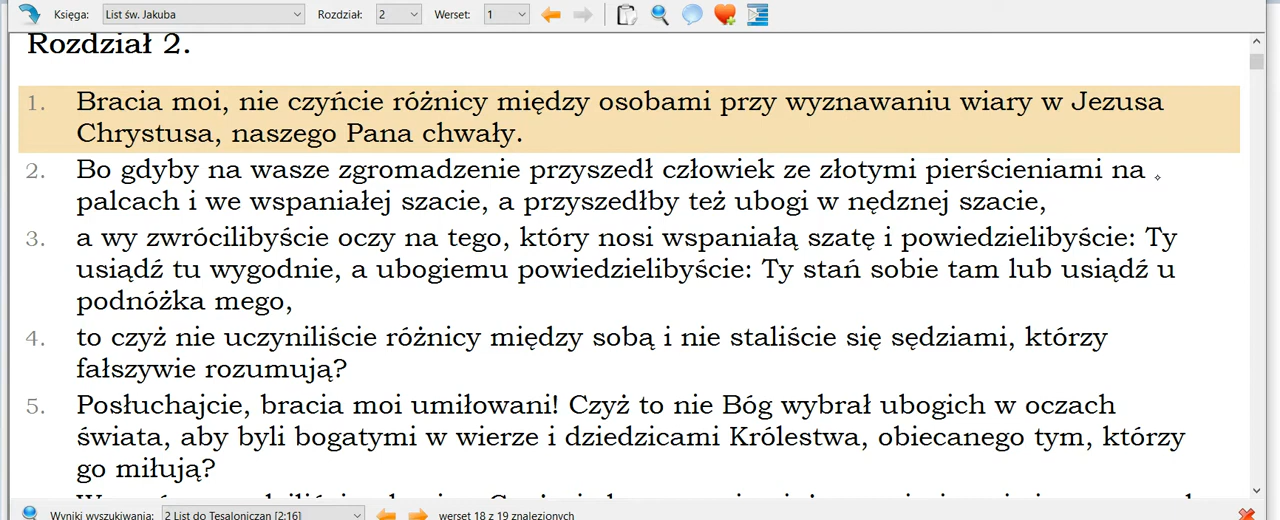 Księga: List św. Jakuba Rozdział: 2 Werset: 1
Rozdział 2.
1. Bracia moi, nie czyńcie różnicy między osobami przy wyznawaniu wiary w Jezusa
Chrystusa, naszego Pana chwały.
2. Bo gdyby na wasze zgromadzenie przyszedł człowiek ze złotymi pierścieniami na
palcach i we wspaniałej szacie, a przyszedłby też ubogi w nędznej szacie,
3. a wy zwrócilibyście oczy na tego, który nosi wspaniałą szatę i powiedzielibyście: Ty
usiądź tu wygodnie, a ubogiemu powiedzielibyście: Ty stań sobie tam lub usiądź u
podnóżka mego,
4. to czyż nie uczyniliście różnicy między sobą i nie staliście się sędziami, którzy
fałszywie rozumują?
5. Posłuchajcie, bracia moi umiłowani! Czyż to nie Bóg wybrał ubogich w oczach
świata, aby byli bogatymi w wierze i dziedzicami Królestwa, obiecanego tym, którzy
go miłują?
Wyniki wyszukiwania: 2 List do Tesaloniczan [2:16] werset 18 z 19 znalezionych